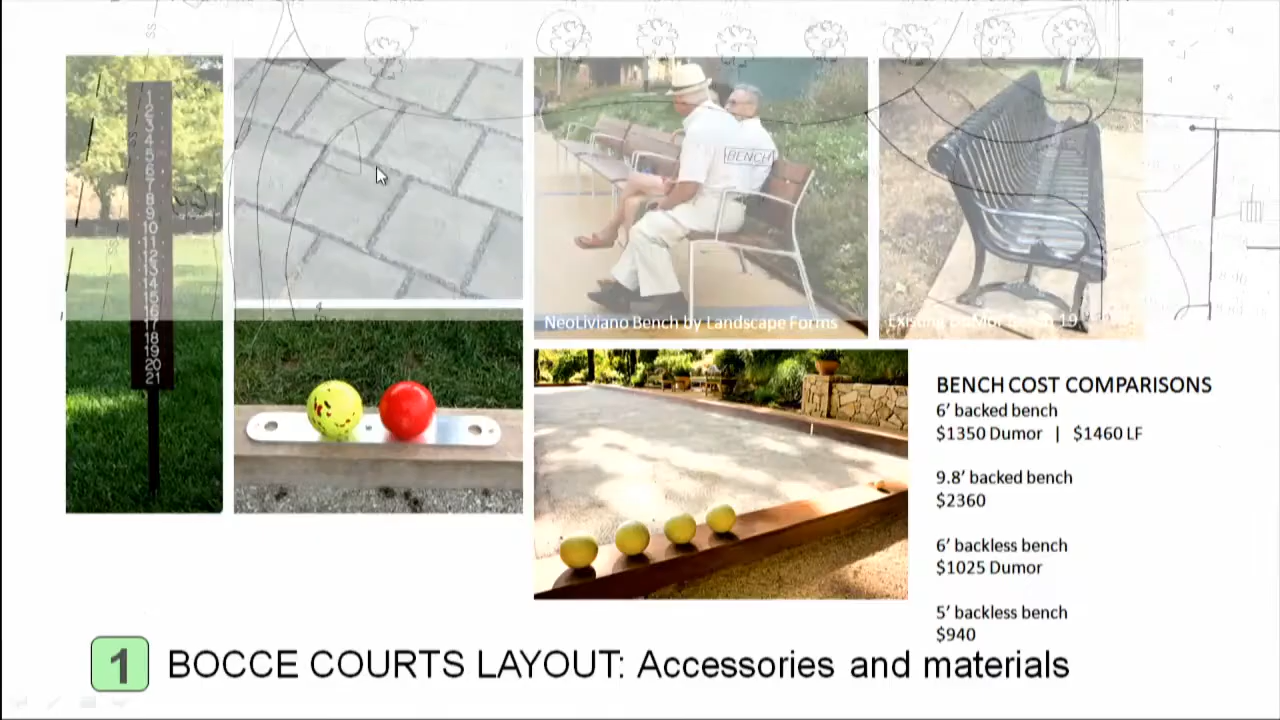 1
2
3
4
5
6
7
8
9
10
11
12
13
14
15
16
17
18
19
20
21
BENCH
NeoLiviano Bench by Landscape Forms
BENCH COST COMPARISONS
6' backed bench
$1350 Dumor | $1460 LF
9.8' backed bench
$2360
6' backless bench
$1025 Dumor
5' backless bench
$940
1 BOCCE COURTS LAYOUT: Accessories and materials